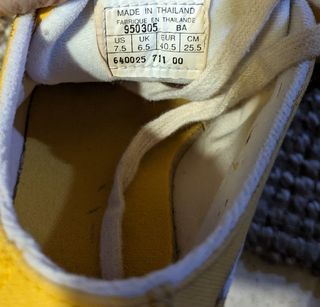 MADE IN THAILAND
FABRIQUE EN THAILANDE
950305 BA
US UK EUR CM
7.5 6.5 40.5 25.5
640025 711 00